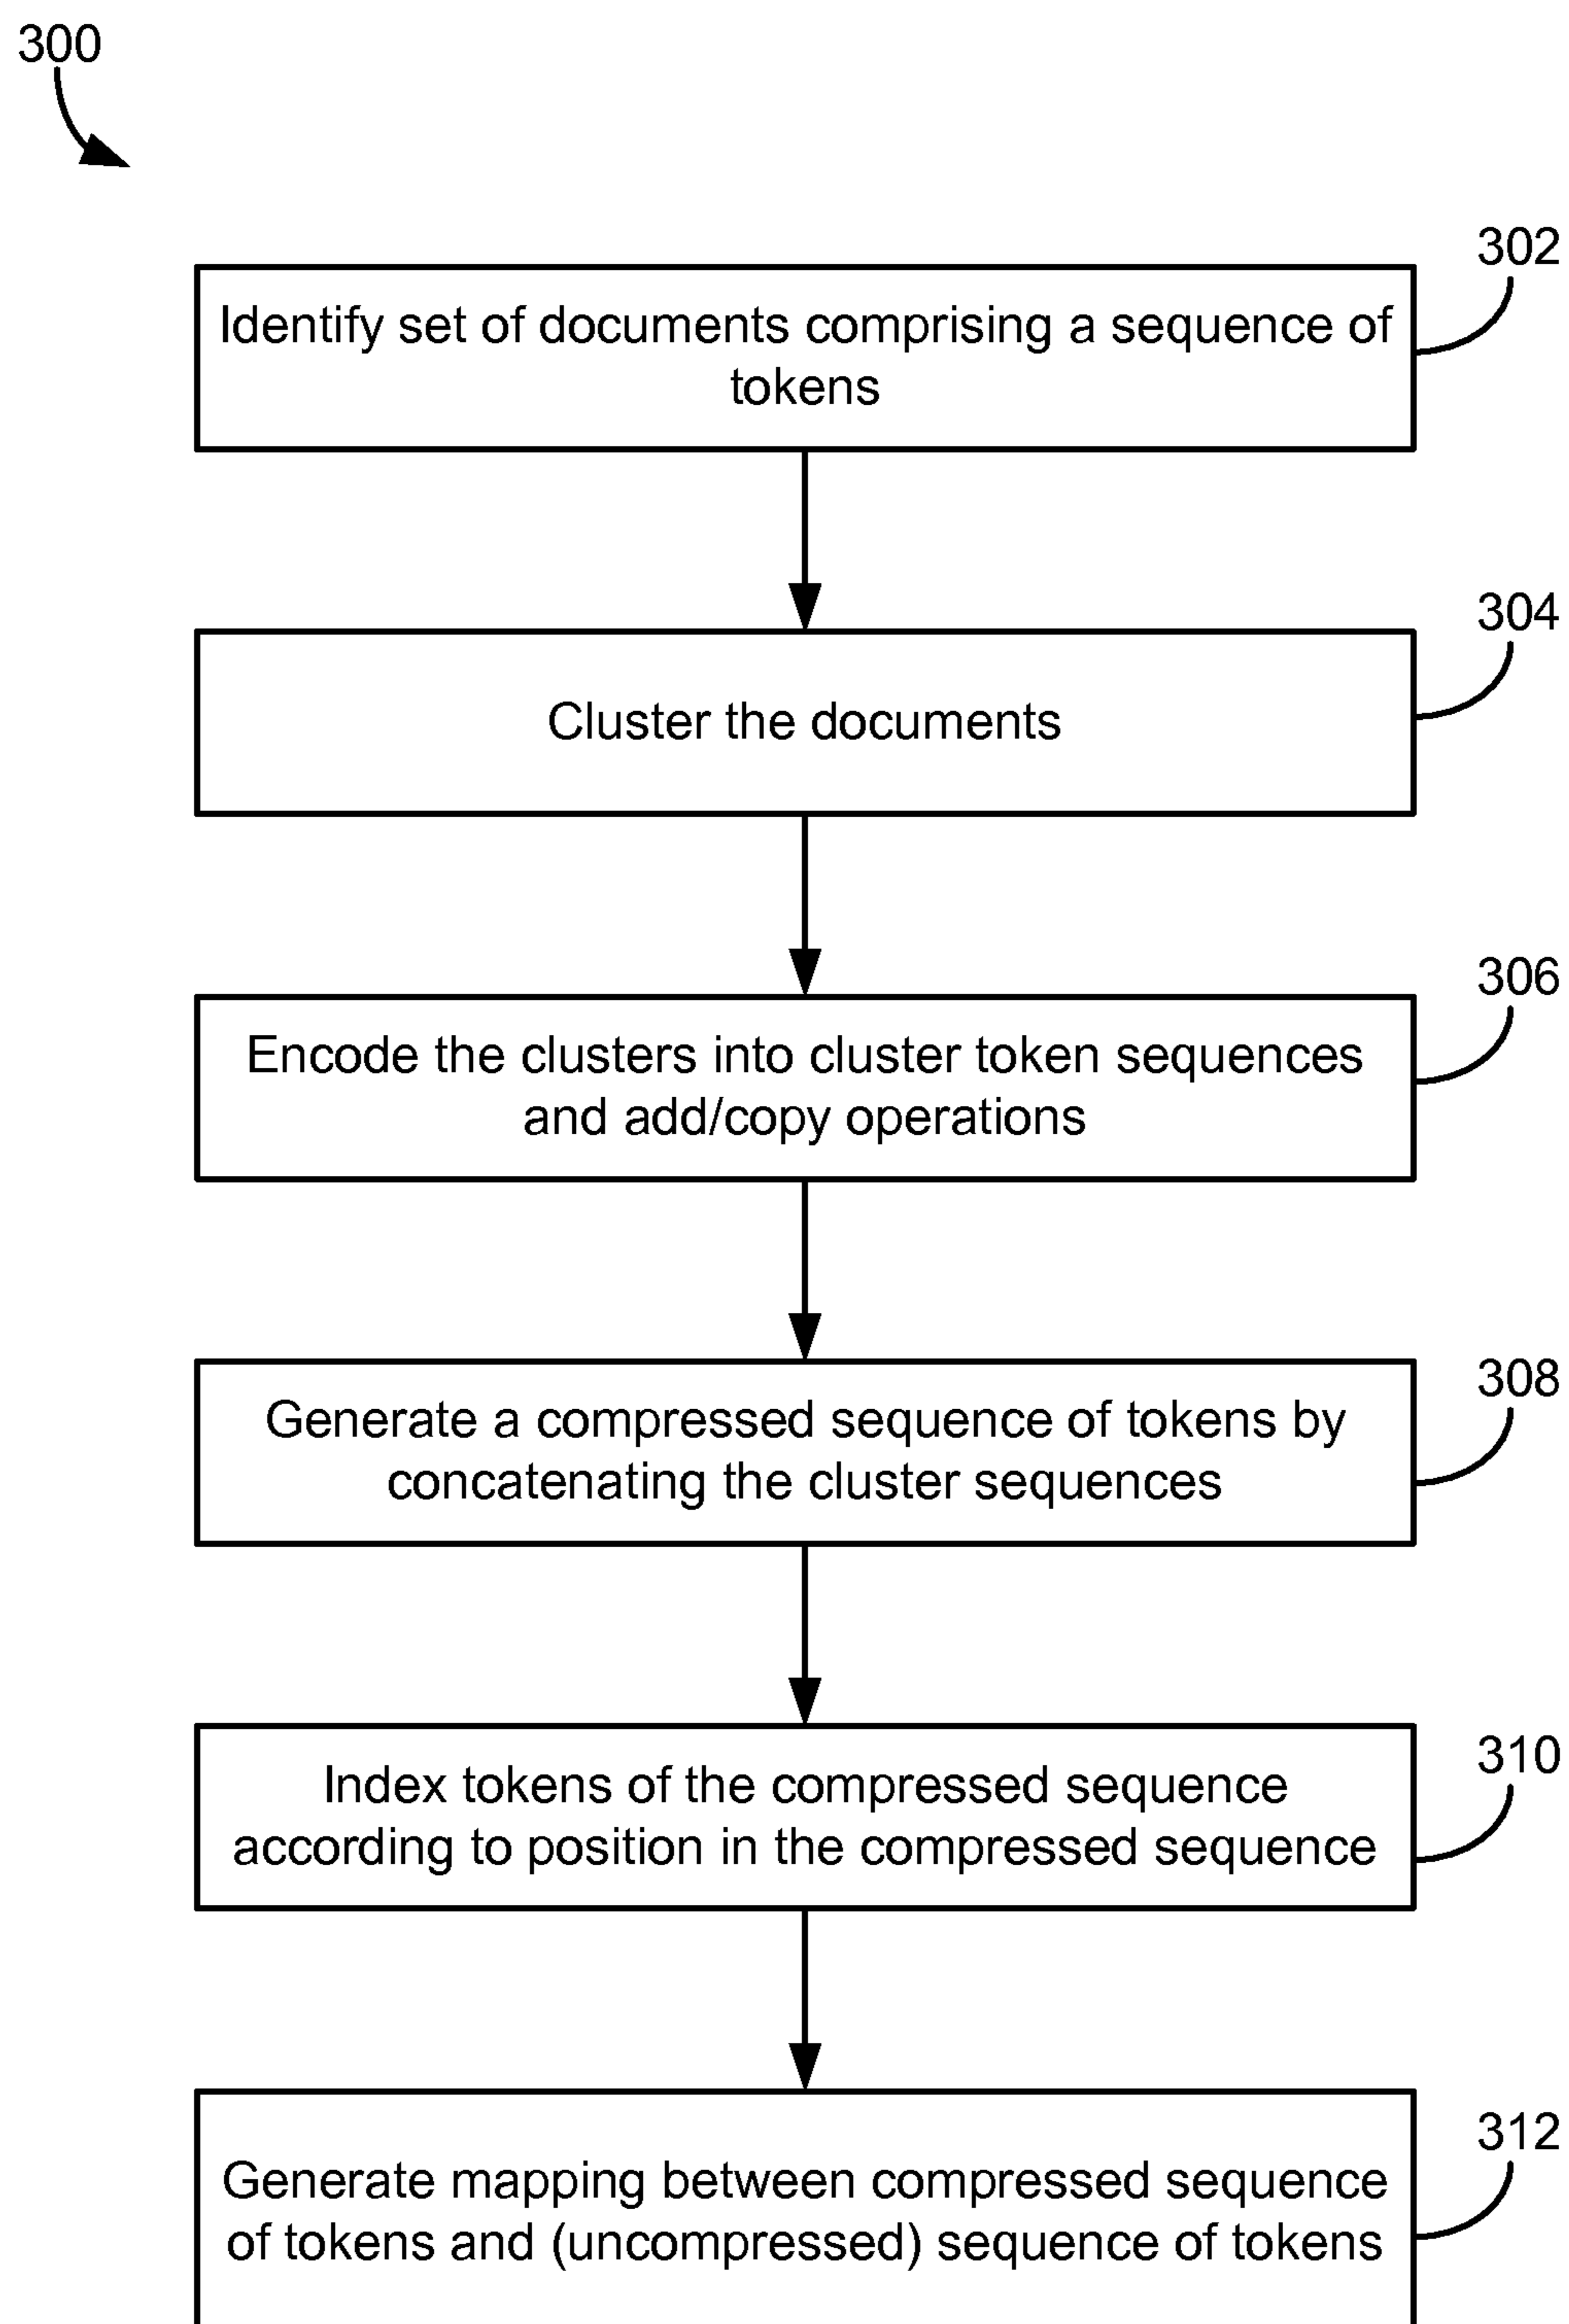 300
302
Identify set of documents comprising a sequence of
tokens
304
Cluster the documents
306
Encode the clusters into cluster token sequences
and add/copy operations
308
Generate a compressed sequence of tokens by
concatenating the cluster sequences
310
Index tokens of the compressed sequence
according to position in the compressed sequence
312
Generate mapping between compressed sequence
of tokens and (uncompressed) sequence of tokens